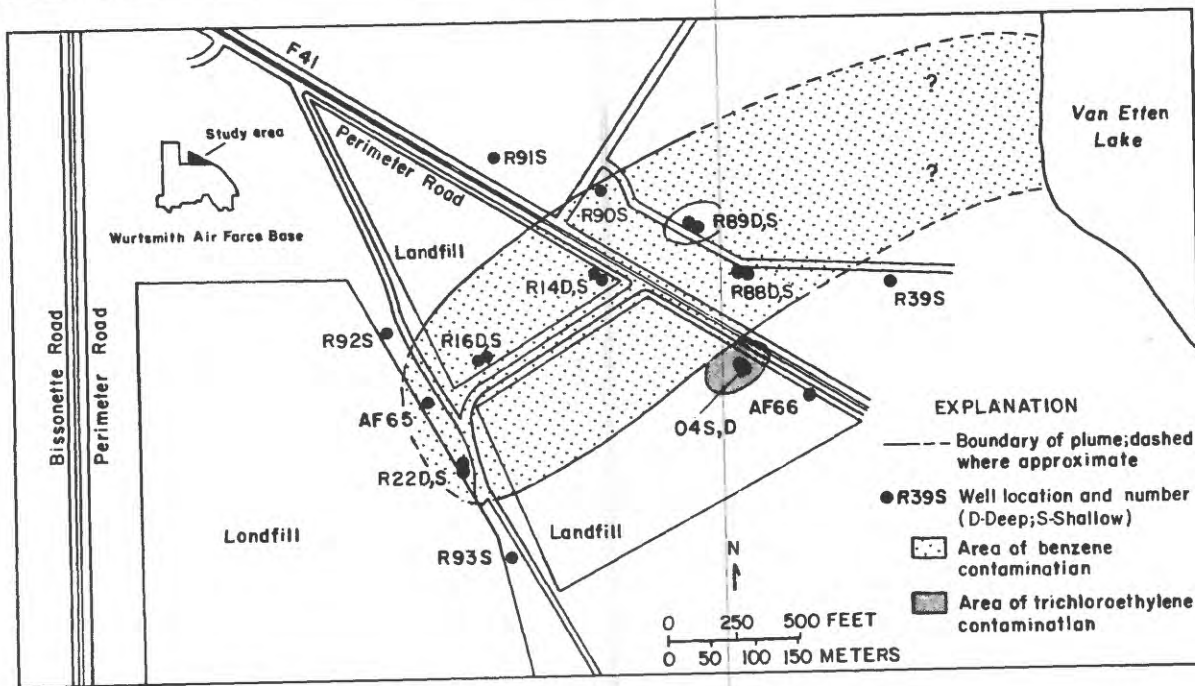 F41
Perimeter Road
Study area
Wurtsmith Air Farce Base
R91S
?
?
Van Etten
Lake
R90S
R89D,S
Landfill
R14D,S
R88D,S
R39S
R92S
R16D,S
AF65
AF66
04S,D
R22D,S
Londfill
Landfill
R93S
Bissonette Road
Perimeter Road
N
0 250 500 FEET
0 50 100 150 METERS
EXPLANATION
Boundary of plume;dashed
where approximate
R39S Well location and number
(D-Deep;S-Shallow)
Area of benzene
contamination
Area of trichloroethylene
contamination